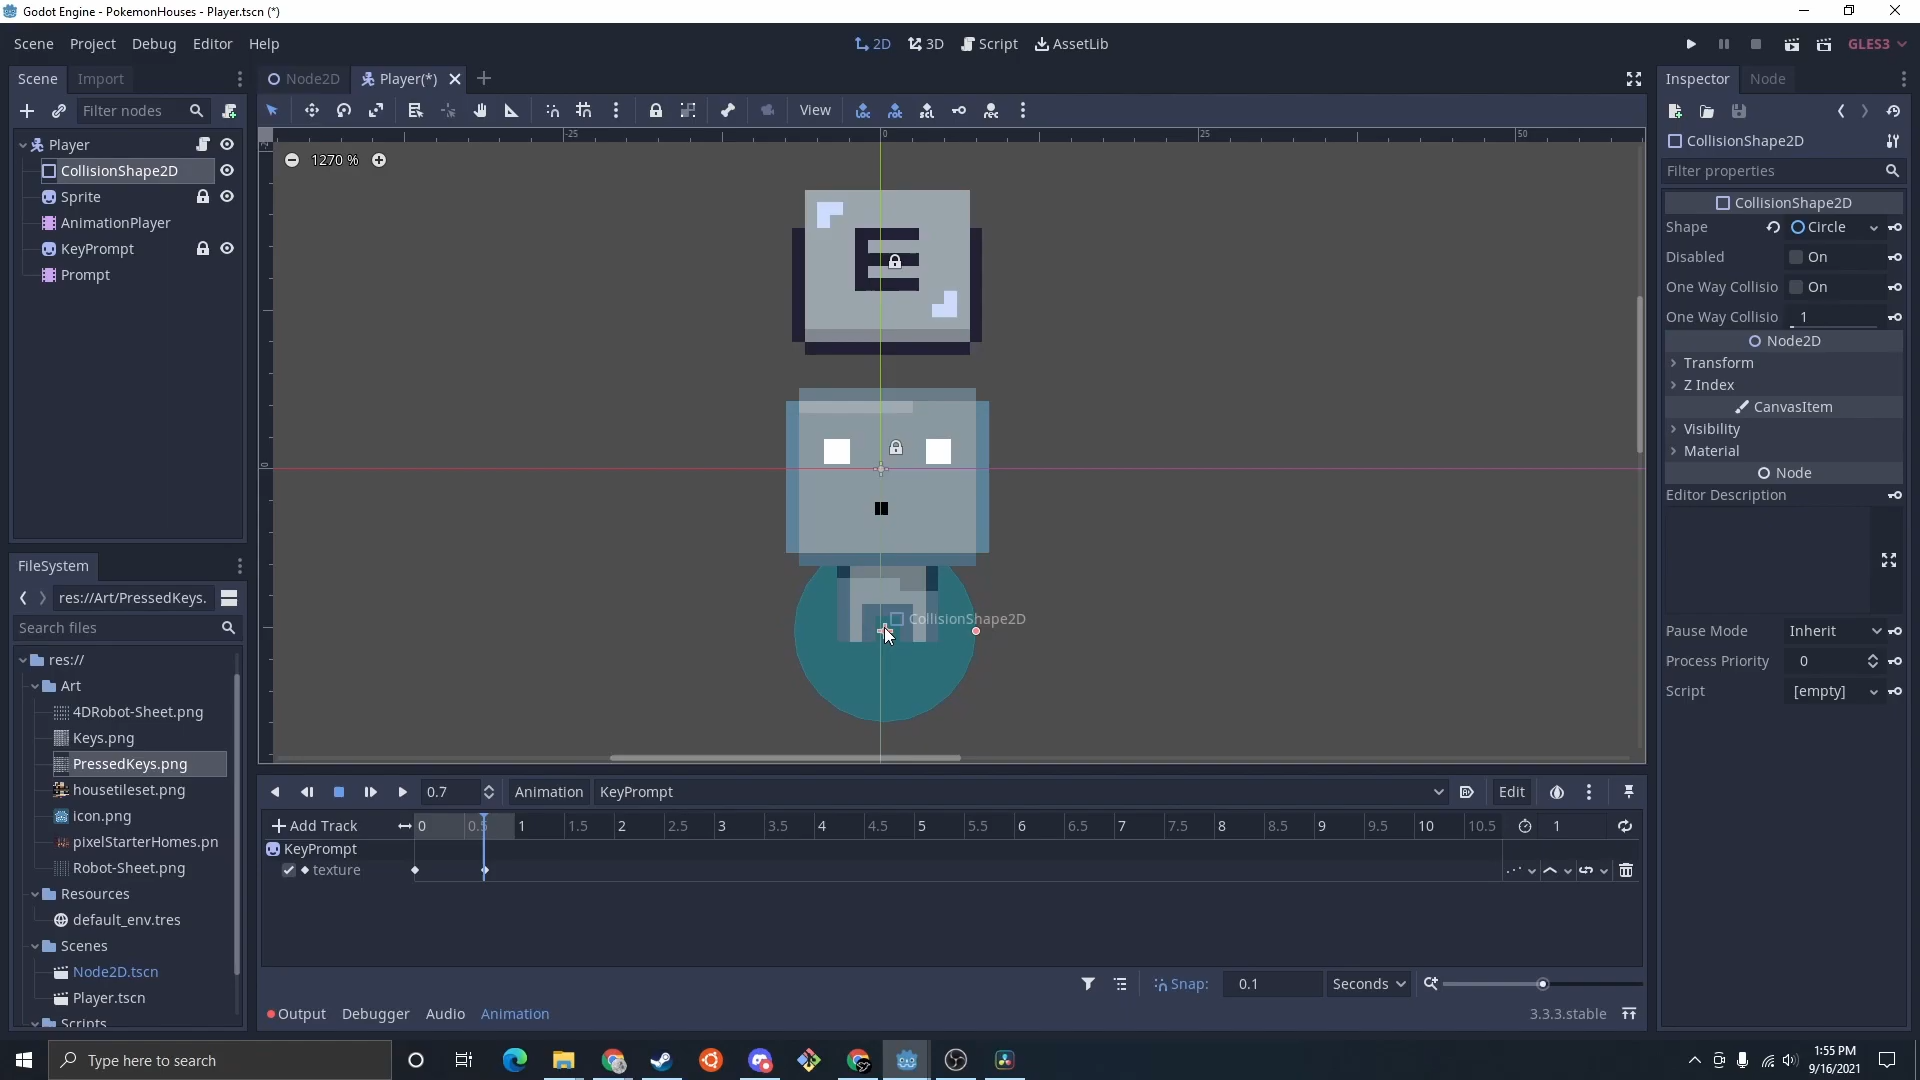 Godot Engine - PokemonHouses - Player.tscn (*)
Scene Project Debug Editor Help
2D 3D Script AssetLib
GLES3
Scene Import
Node2D Player(*)
Inspector Node
Filter nodes
View
Player
CollisionShape2D
Sprite
AnimationPlayer
KeyPrompt
Prompt
-25 0 25 50
1270 %
E
CollisionShape2D
CollisionShape2D
Filter properties
CollisionShape2D
Shape Circle
Disabled On
One Way Collisio On
One Way Collisio 1
Node2D
Transform
Z Index
CanvasItem
Visibility
Material
Node
Editor Description
Pause Mode Inherit
Process Priority 0
Script [empty]
FileSystem
res://Art/PressedKeys.
Search files
res://
Art
4DRobot-Sheet.png
Keys.png
PressedKeys.png
housetileset.png
icon.png
pixelStarterHomes.pn
Robot-Sheet.png
Resources
default_env.tres
Scenes
Node2D.tscn
Player.tscn
Scripts
0.7 Animation KeyPrompt Edit
Add Track 0 0.5 1 1.5 2 2.5 3 3.5 4 4.5 5 5.5 6 6.5 7 7.5 8 8.5 9 9.5 10 10.5 1
KeyPrompt
texture
Snap: 0.1 Seconds
Output Debugger Audio Animation 3.3.3.stable
Type here to search
1:55 PM
9/16/2021